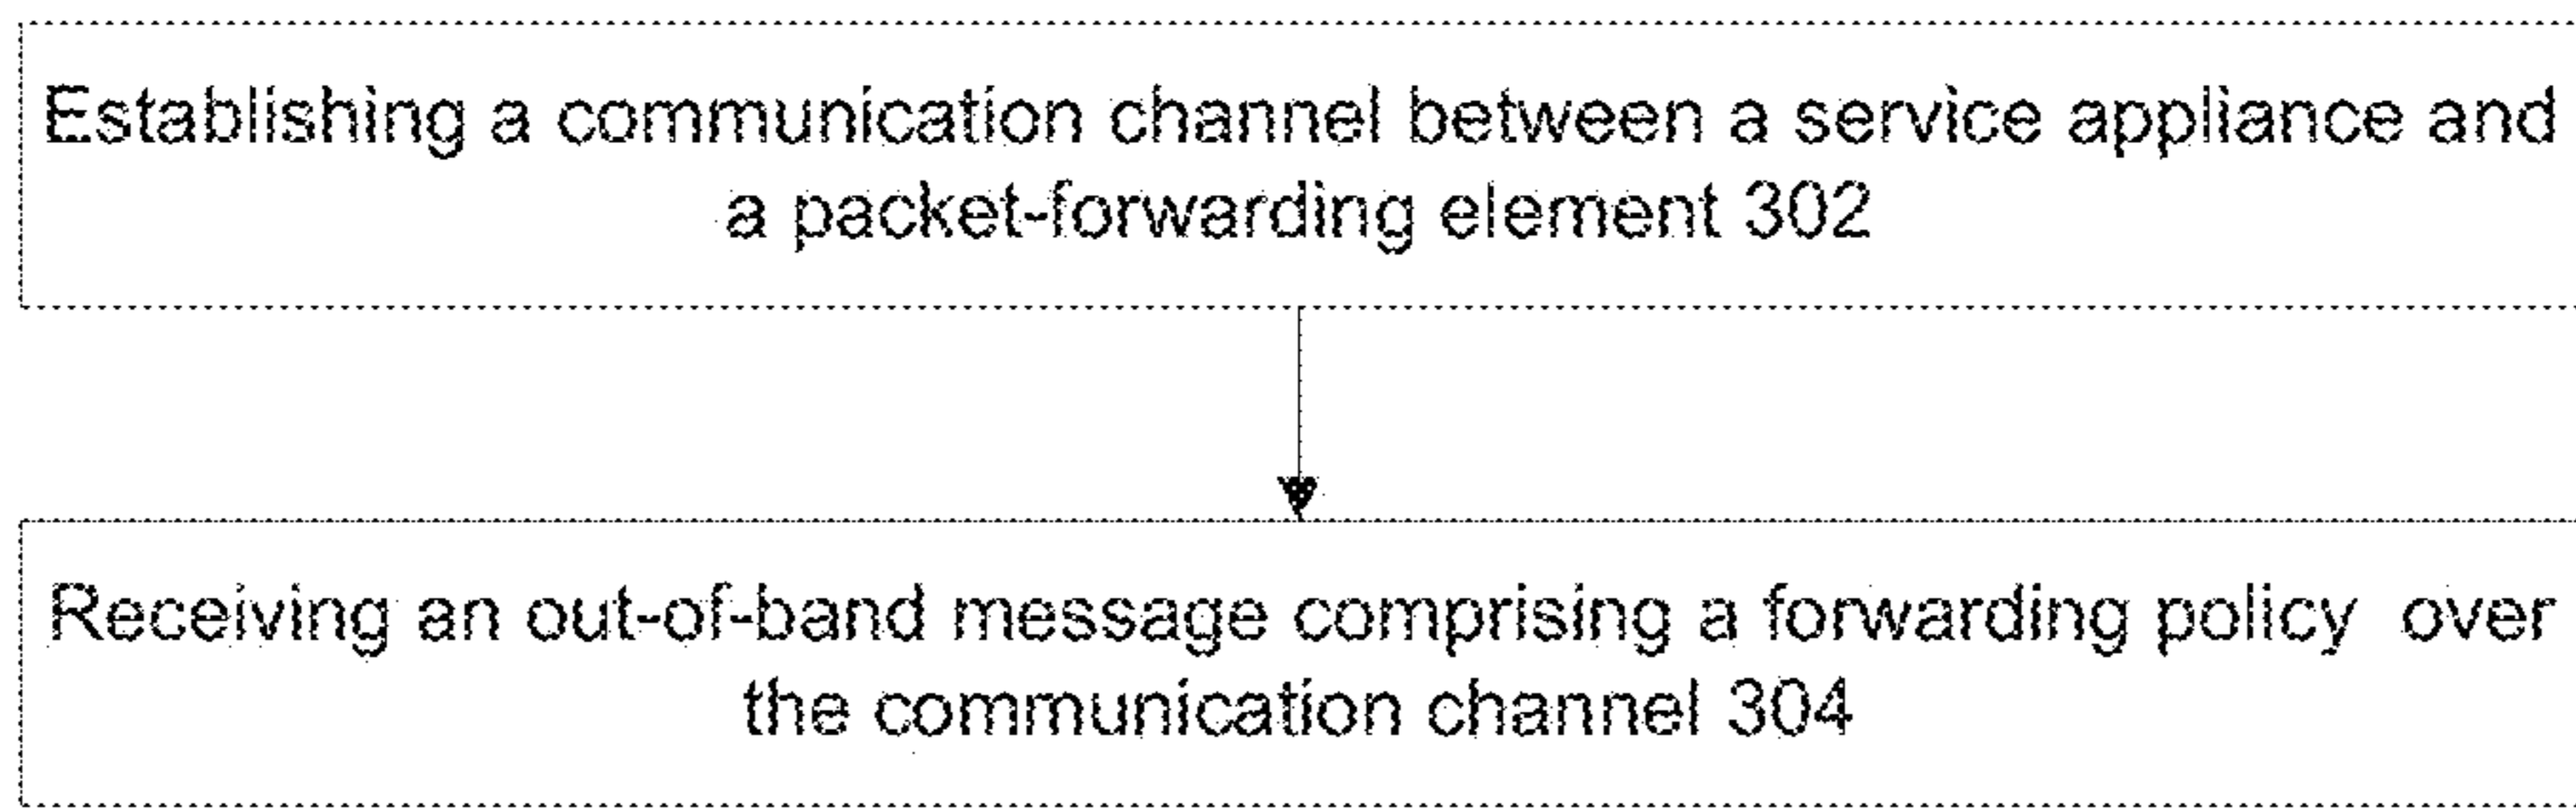 Establishing a communication channel between a service appliance and
a packet-forwarding element 302
Receiving an out-of-band message comprising a forwarding policy over
the communication channel 304